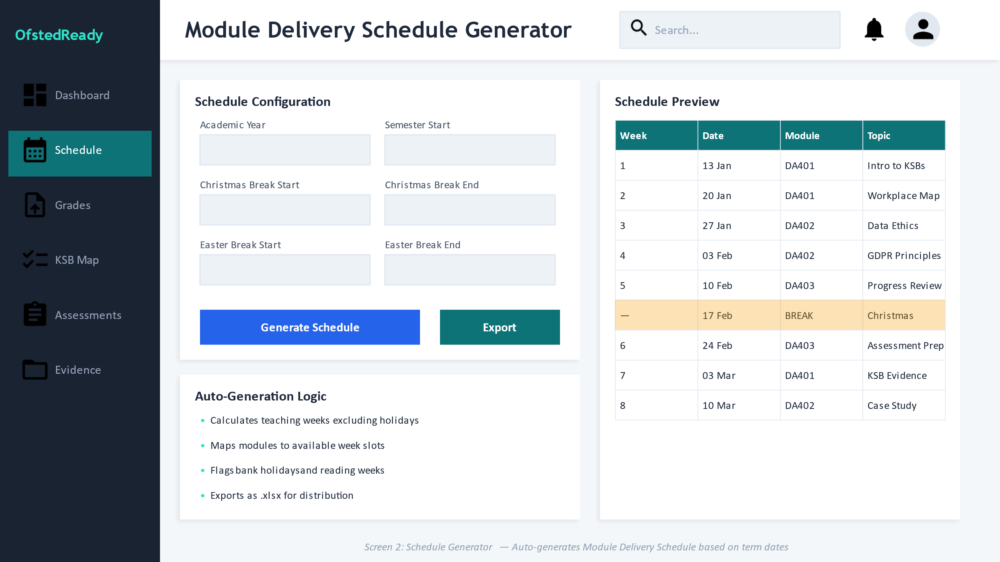 OfstedReady
Dashboard
Schedule
Grades
KSB Map
Assessments
Evidence
Module Delivery Schedule Generator
Search...
Schedule Configuration
Academic Year
Semester Start
Christmas Break Start
Christmas Break End
Easter Break Start
Easter Break End
Generate Schedule
Export
Auto-Generation Logic
• Calculates teaching weeks excluding holidays
• Maps modules to available week slots
• Flags bank holidaysand reading weeks
• Exports as .xlsx for distribution
Schedule Preview
Week Date Module Topic
1 13 Jan DA401 Intro to KSBs
2 20 Jan DA401 Workplace Map
3 27 Jan DA402 Data Ethics
4 03 Feb DA402 GDPR Principles
5 10 Feb DA403 Progress Review
— 17 Feb BREAK Christmas
6 24 Feb DA403 Assessment Prep
7 03 Mar DA401 KSB Evidence
8 10 Mar DA402 Case Study
Screen 2: Schedule Generator — Auto-generates Module Delivery Schedule based on term dates